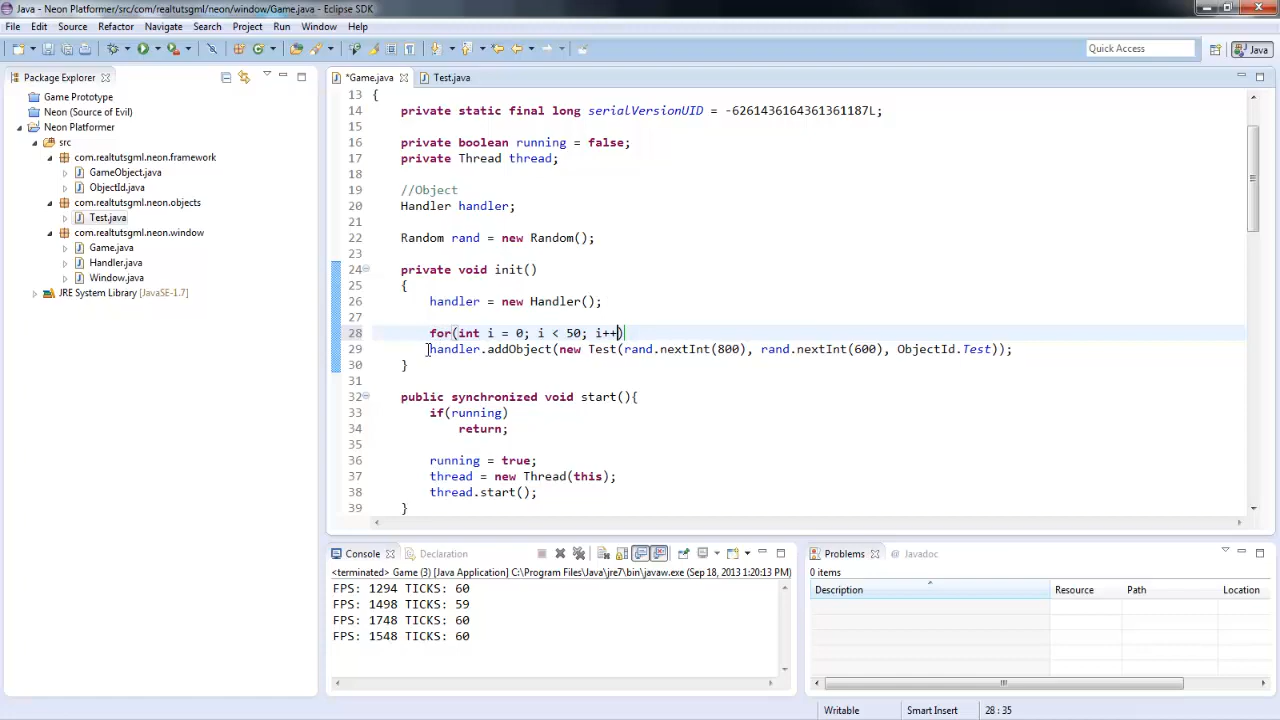 Java - Neon Platformer/src/com/realtutsgml/neon/window/Game.java - Eclipse SDK
File Edit Source Refactor Navigate Search Project Run Window Help
Quick Access
Java
Package Explorer
Game Prototype
Neon (Source of Evil)
Neon Platformer
src
com.realtutsgml.neon.framework
GameObject.java
ObjectId.java
com.realtutsgml.neon.objects
Test.java
com.realtutsgml.neon.window
Game.java
Handler.java
Window.java
JRE System Library [JavaSE-1.7]
*Game.java Test.java
13 {
14 private static final long serialVersionUID = -6261436164361361187L;
15
16 private boolean running = false;
17 private Thread thread;
18
19 //Object
20 Handler handler;
21
22 Random rand = new Random();
23
24 private void init()
25 {
26 handler = new Handler();
27
28 for(int i = 0; i < 50; i++)
29 handler.addObject(new Test(rand.nextInt(800), rand.nextInt(600), ObjectId.Test));
30 }
31
32 public synchronized void start(){
33 if(running)
34 return;
35
36 running = true;
37 thread = new Thread(this);
38 thread.start();
39 }
Console Declaration
<terminated> Game (3) [Java Application] C:\Program Files\Java\jre7\bin\javaw.exe (Sep 18, 2013 1:20:13 PM)
FPS: 1294 TICKS: 60
FPS: 1498 TICKS: 59
FPS: 1748 TICKS: 60
FPS: 1548 TICKS: 60
Problems Javadoc
0 items
Description Resource Path Location
Writable Smart Insert 28 : 35